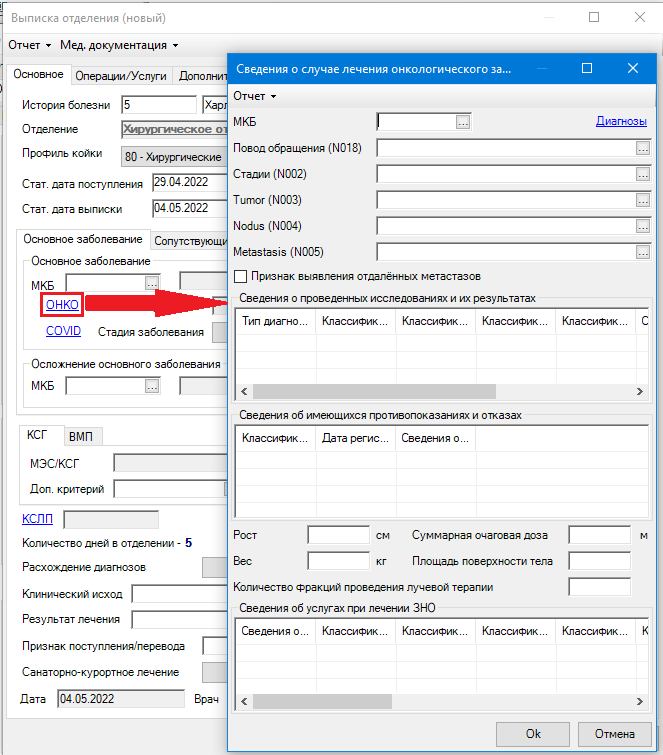 Выписка отделения (новый)
Отчет Мед. документация
Основное Операции/Услуги Дополнит
История болезни 5 Харл
Отделение Хирургическое от
Профиль койки 80 - Хирургические
Стат. дата поступления 29.04.2022
Стат. дата выписки 04.05.2022
Основное заболевание Сопутствующи
Основное заболевание
МКБ ...
ОНКО
COVID Стадия заболевания
Осложнение основного заболевания
МКБ ...
КСГ ВМП
МЭС/КСГ
Доп. критерий
КСЛП
Количество дней в отделении - 5
Расхождение диагнозов
Клинический исход
Результат лечения
Признак поступления/перевода
Санаторно-курортное лечение
Дата 04.05.2022 Врач
Сведения о случае лечения онкологического за...
Отчет
МКБ ... Диагнозы
Повод обращения (N018) ...
Стадии (N002) ...
Tumor (N003) ...
Nodus (N004) ...
Metastasis (N005) ...
Признак выявления отдалённых метастазов
Сведения о проведенных исследованиях и их результатах
Тип диагно... Классифик... Классифик... Классифик... Классифик... С
Сведения об имеющихся противопоказаниях и отказах
Классифик... Дата регис... Сведения о...
Рост см Суммарная очаговая доза м
Вес кг Площадь поверхности тела
Количество фракций проведения лучевой терапии
Сведения об услугах при лечении ЗНО
Сведения о... Классифик... Классифик... Классифик... Классифик... К
Ok Отмена